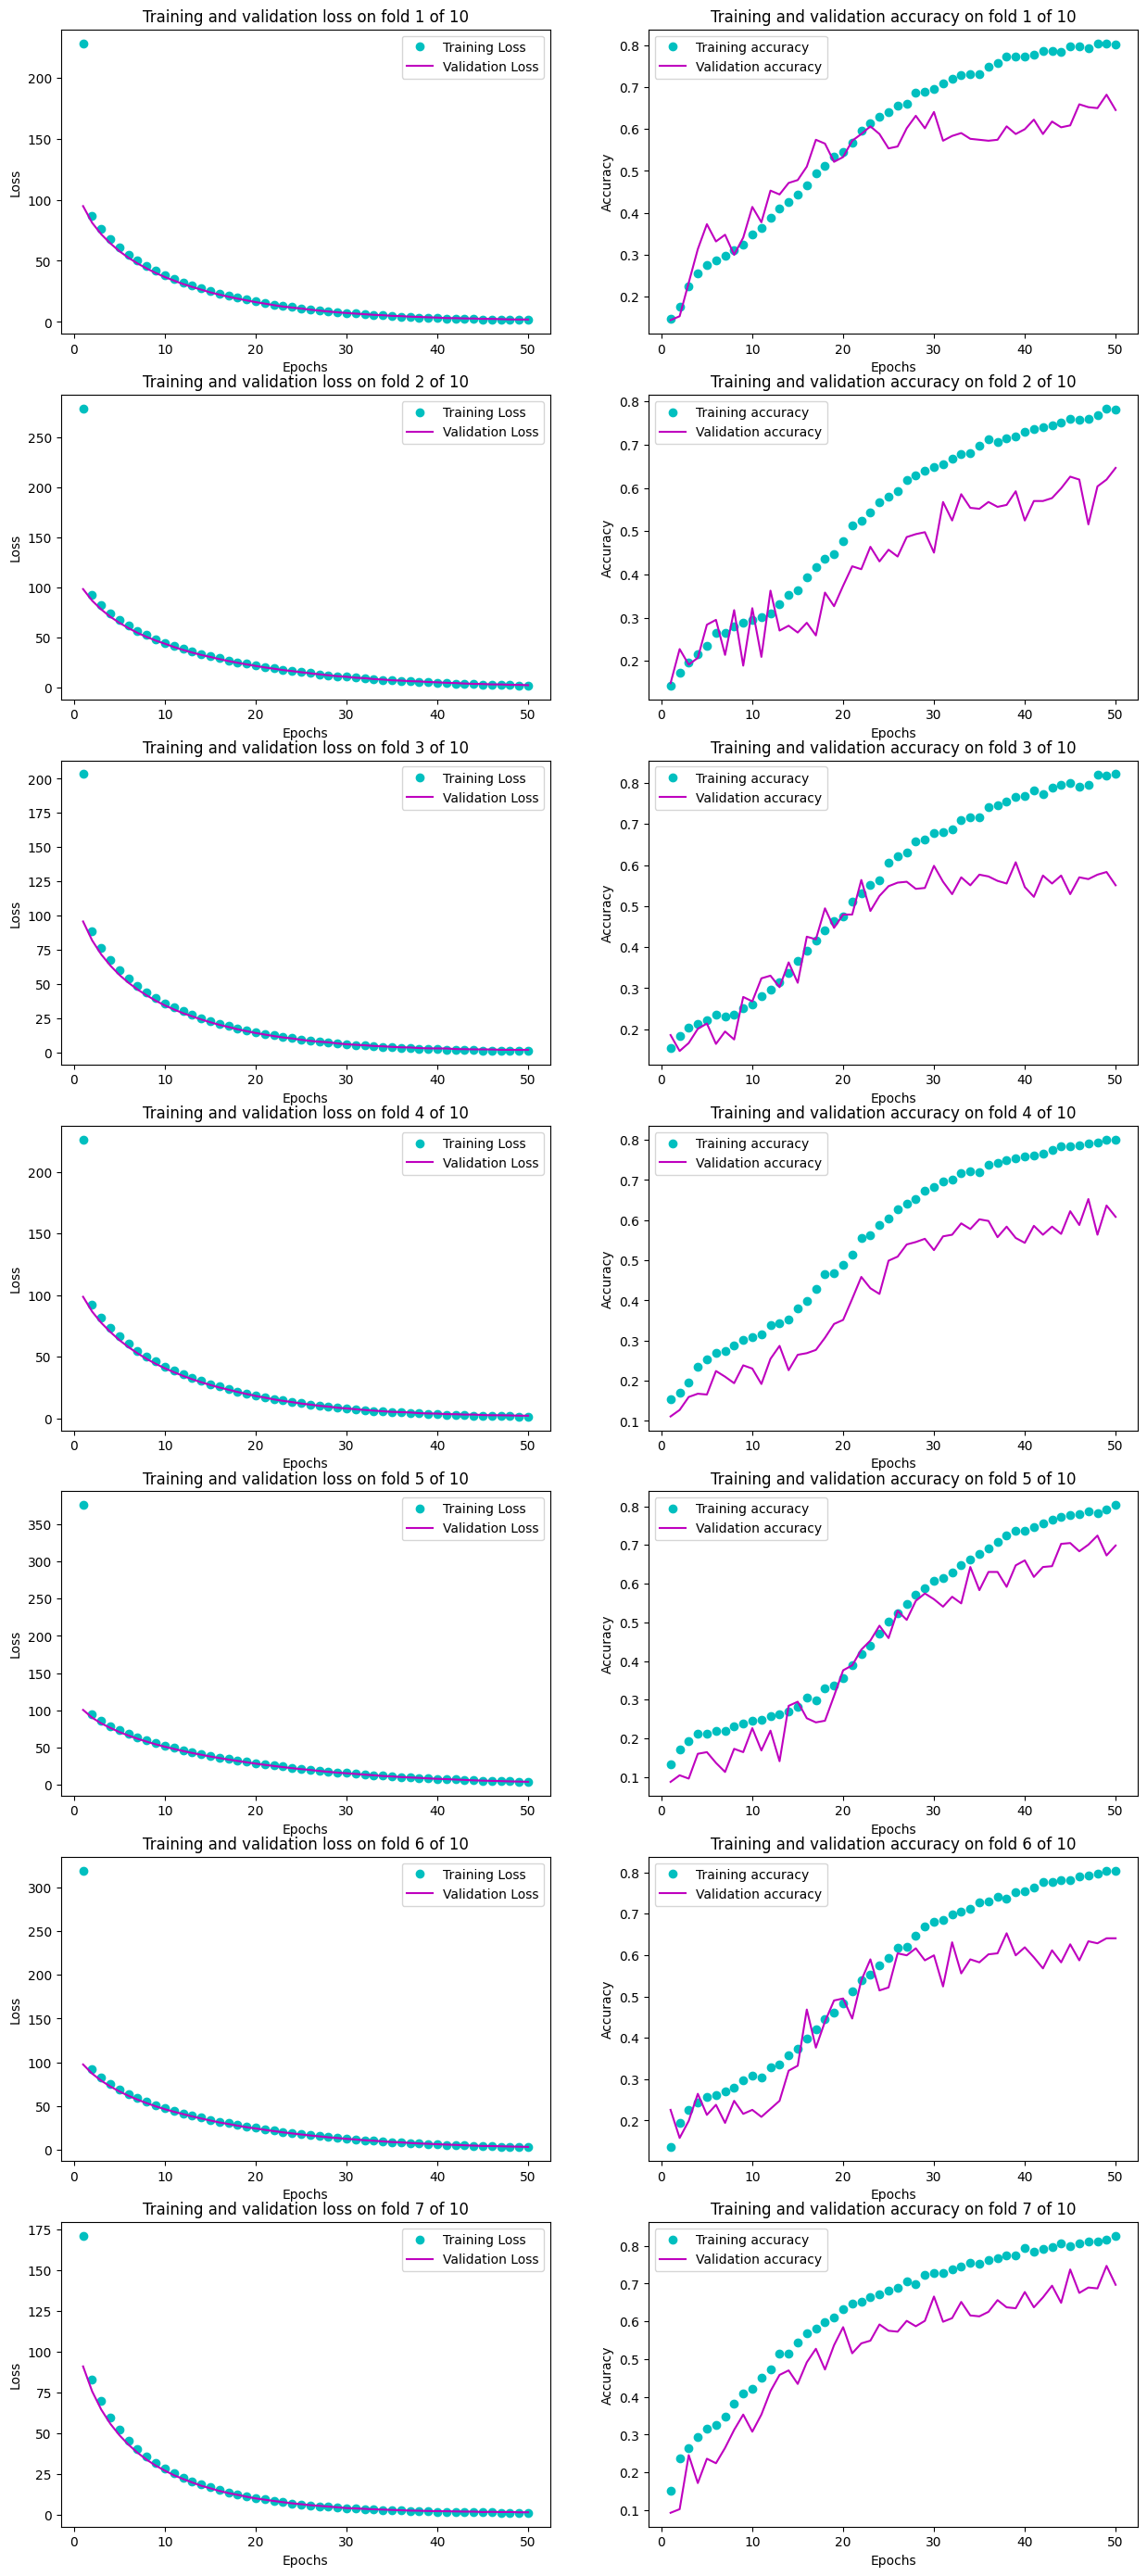 Training and validation loss on fold 1 of 10
Training Loss
Validation Loss
200
150
100
50
0
Loss
0 10 20 30 40 50
Epochs
Training and validation accuracy on fold 1 of 10
Training accuracy
Validation accuracy
0.8
0.7
0.6
0.5
0.4
0.3
0.2
Accuracy
0 10 20 30 40 50
Epochs
Training and validation loss on fold 2 of 10
Training Loss
Validation Loss
250
200
150
100
50
0
Loss
0 10 20 30 40 50
Epochs
Training and validation accuracy on fold 2 of 10
Training accuracy
Validation accuracy
0.8
0.7
0.6
0.5
0.4
0.3
0.2
Accuracy
0 10 20 30 40 50
Epochs
Training and validation loss on fold 3 of 10
Training Loss
Validation Loss
200
175
150
125
100
75
50
25
0
Loss
0 10 20 30 40 50
Epochs
Training and validation accuracy on fold 3 of 10
Training accuracy
Validation accuracy
0.8
0.7
0.6
0.5
0.4
0.3
0.2
Accuracy
0 10 20 30 40 50
Epochs
Training and validation loss on fold 4 of 10
Training Loss
Validation Loss
200
150
100
50
0
Loss
0 10 20 30 40 50
Epochs
Training and validation accuracy on fold 4 of 10
Training accuracy
Validation accuracy
0.8
0.7
0.6
0.5
0.4
0.3
0.2
0.1
Accuracy
0 10 20 30 40 50
Epochs
Training and validation loss on fold 5 of 10
Training Loss
Validation Loss
350
300
250
200
150
100
50
0
Loss
0 10 20 30 40 50
Epochs
Training and validation accuracy on fold 5 of 10
Training accuracy
Validation accuracy
0.8
0.7
0.6
0.5
0.4
0.3
0.2
0.1
Accuracy
0 10 20 30 40 50
Epochs
Training and validation loss on fold 6 of 10
Training Loss
Validation Loss
300
250
200
150
100
50
0
Loss
0 10 20 30 40 50
Epochs
Training and validation accuracy on fold 6 of 10
Training accuracy
Validation accuracy
0.8
0.7
0.6
0.5
0.4
0.3
0.2
Accuracy
0 10 20 30 40 50
Epochs
Training and validation loss on fold 7 of 10
Training Loss
Validation Loss
175
150
125
100
75
50
25
0
Loss
0 10 20 30 40 50
Epochs
Training and validation accuracy on fold 7 of 10
Training accuracy
Validation accuracy
0.8
0.7
0.6
0.5
0.4
0.3
0.2
0.1
Accuracy
0 10 20 30 40 50
Epochs